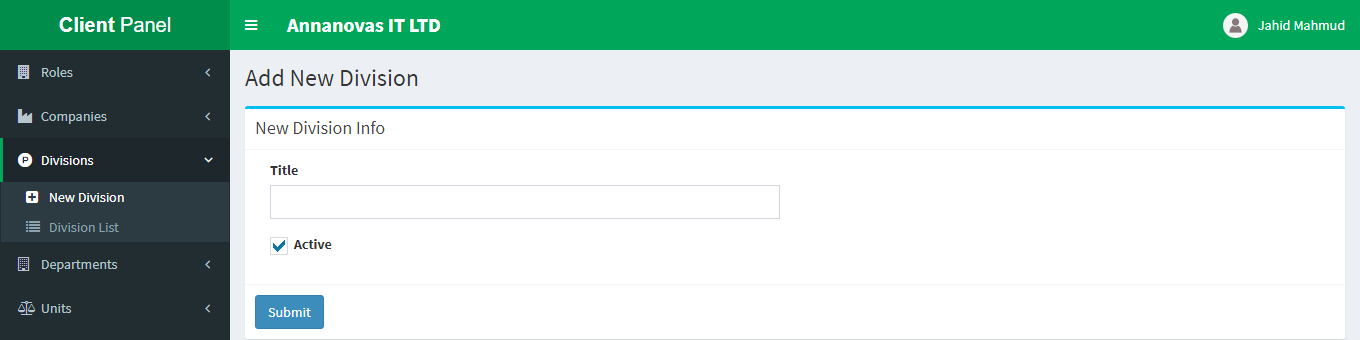 Client Panel
Annanovas IT LTD
Jahid Mahmud
Roles
Companies
P Divisions
New Division
Division List
Departments
Units
Add New Division
New Division Info
Title
Active
Submit